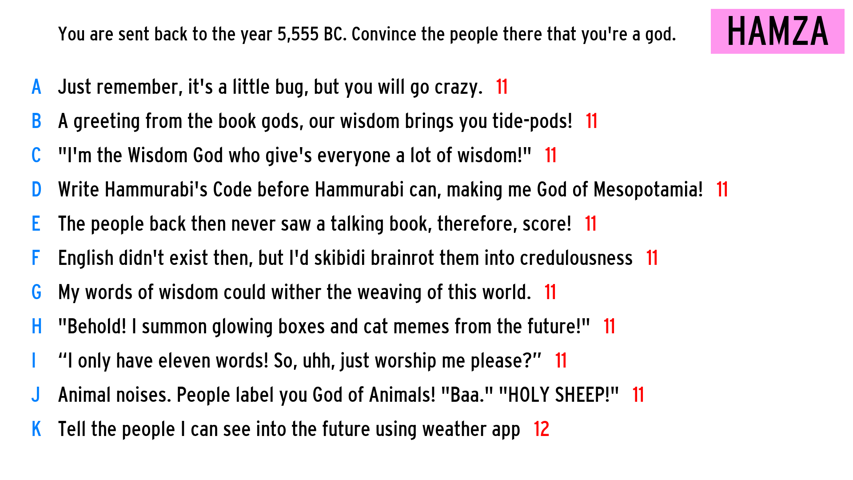 You are sent back to the year 5,555 BC. Convince the people there that you're a god.
HAMZA
A Just remember, it's a little bug, but you will go crazy. 11
B A greeting from the book gods, our wisdom brings you tide-pods! 11
C "I'm the Wisdom God who give's everyone a lot of wisdom!" 11
D Write Hammurabi's Code before Hammurabi can, making me God of Mesopotamia! 11
E The people back then never saw a talking book, therefore, score! 11
F English didn't exist then, but I'd skibidi brainrot them into credulousness 11
G My words of wisdom could wither the weaving of this world. 11
H "Behold! I summon glowing boxes and cat memes from the future!" 11
I “I only have eleven words! So, uhh, just worship me please?” 11
J Animal noises. People label you God of Animals! "Baa." "HOLY SHEEP!" 11
K Tell the people I can see into the future using weather app 12